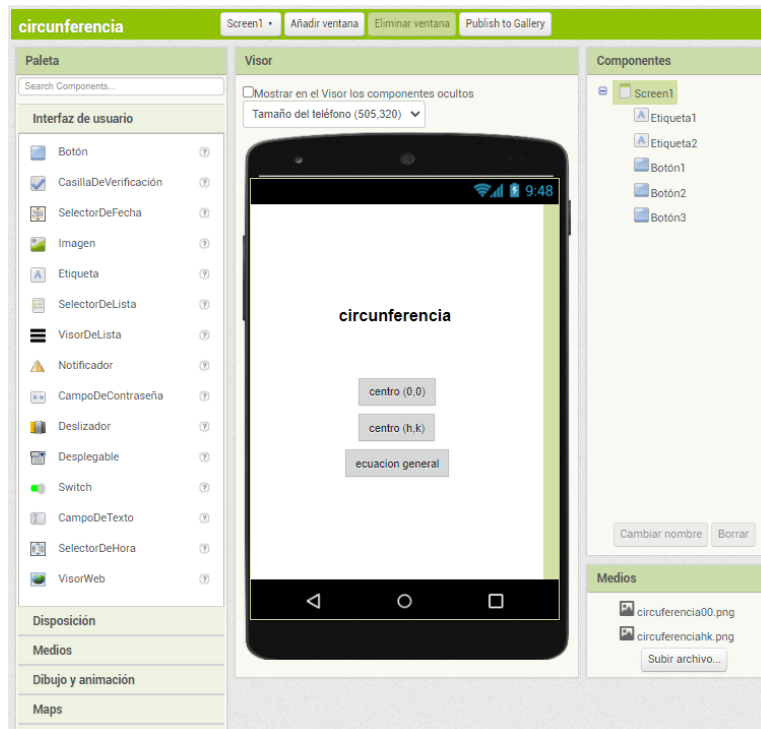 circunferencia
Screen1
Añadir ventana
Eliminar ventana
Publish to Gallery
Paleta
Search Components...
Interfaz de usuario
Botón
CasillaDeVerificación
SelectorDeFecha
Imagen
Etiqueta
SelectorDeLista
VisorDeLista
Notificador
CampoDeContraseña
Deslizador
Desplegable
Switch
CampoDeTexto
SelectorDeHora
VisorWeb
Disposición
Medios
Dibujo y animación
Maps
Visor
Mostrar en el Visor los componentes ocultos
Tamaño del teléfono (505,320)
9:48
circunferencia
centro (0,0)
centro (h,k)
ecuacion general
Componentes
Screen1
Etiqueta1
Etiqueta2
Botón1
Botón2
Botón3
Cambiar nombre
Borrar
Medios
circuferencia00.png
circuferenciahk.png
Subir archivo...